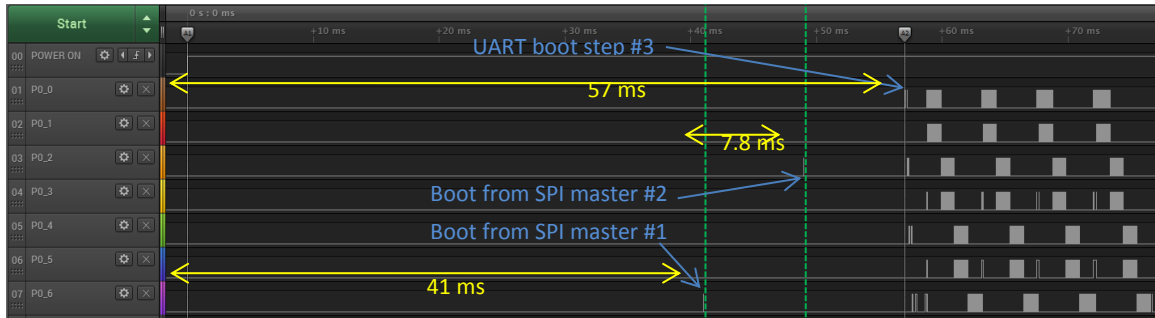 Start
0 s : 0 ms
A1
+10 ms
+20 ms
+30 ms
+40 ms
+50 ms
A2
+60 ms
+70 ms
00 POWER ON
UART boot step #3
01 P0_0
57 ms
02 P0_1
7.8 ms
03 P0_2
04 P0_3
Boot from SPI master #2
05 P0_4
Boot from SPI master #1
06 P0_5
41 ms
07 P0_6